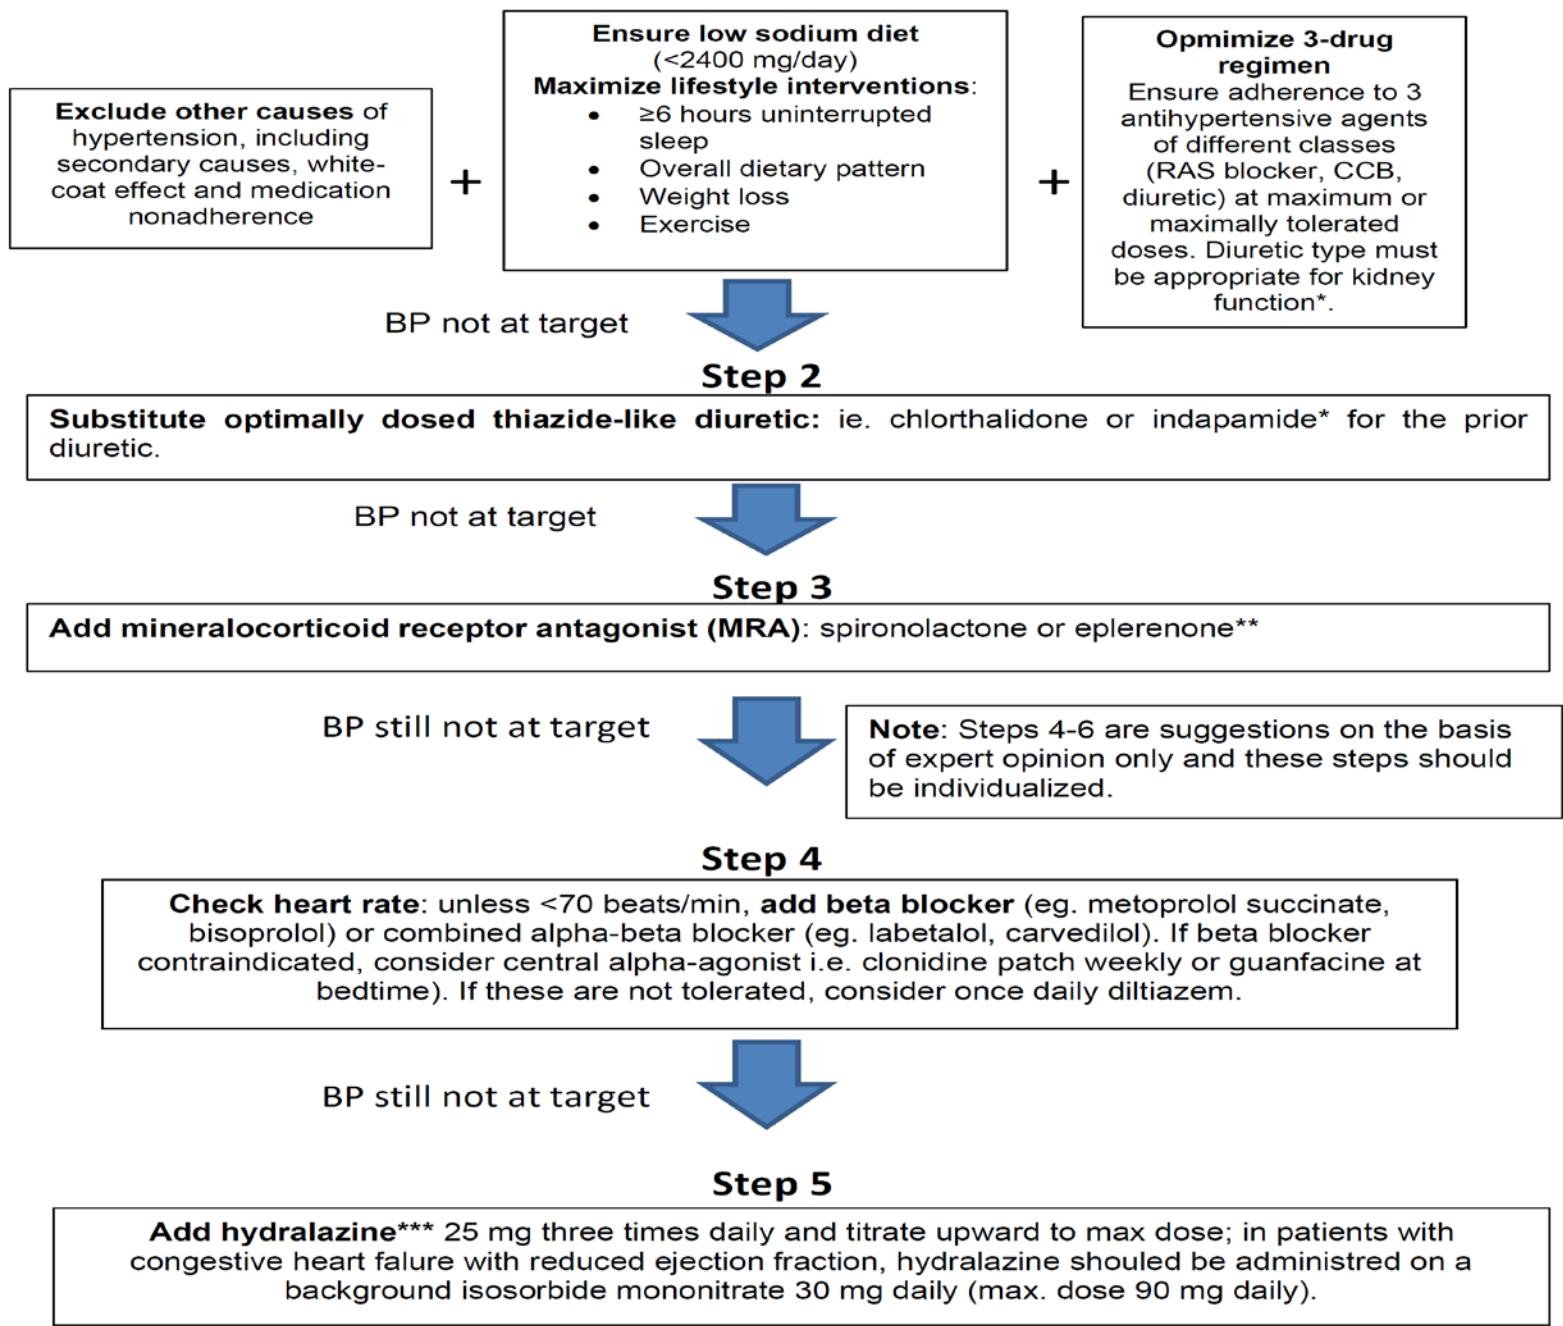 Exclude other causes of
hypertension, including
secondary causes, white-
coat effect and medication
nonadherence
+
Ensure low sodium diet
(<2400 mg/day)
Maximize lifestyle interventions:
• ≥6 hours uninterrupted
sleep
• Overall dietary pattern
• Weight loss
• Exercise
+
Opmimize 3-drug
regimen
Ensure adherence to 3
antihypertensive agents
of different classes
(RAS blocker, CCB,
diuretic) at maximum or
maximally tolerated
doses. Diuretic type must
be appropriate for kidney
function*.
BP not at target
Step 2
Substitute optimally dosed thiazide-like diuretic: ie. chlorthalidone or indapamide* for the prior
diuretic.
BP not at target
Step 3
Add mineralocorticoid receptor antagonist (MRA): spironolactone or eplerenone**
BP still not at target
Note: Steps 4-6 are suggestions on the basis
of expert opinion only and these steps should
be individualized.
Step 4
Check heart rate: unless <70 beats/min, add beta blocker (eg. metoprolol succinate,
bisoprolol) or combined alpha-beta blocker (eg. labetalol, carvedilol). If beta blocker
contraindicated, consider central alpha-agonist i.e. clonidine patch weekly or guanfacine at
bedtime). If these are not tolerated, consider once daily diltiazem.
BP still not at target
Step 5
Add hydralazine*** 25 mg three times daily and titrate upward to max dose; in patients with
congestive heart falure with reduced ejection fraction, hydralazine shoued be administred on a
background isosorbide mononitrate 30 mg daily (max. dose 90 mg daily).